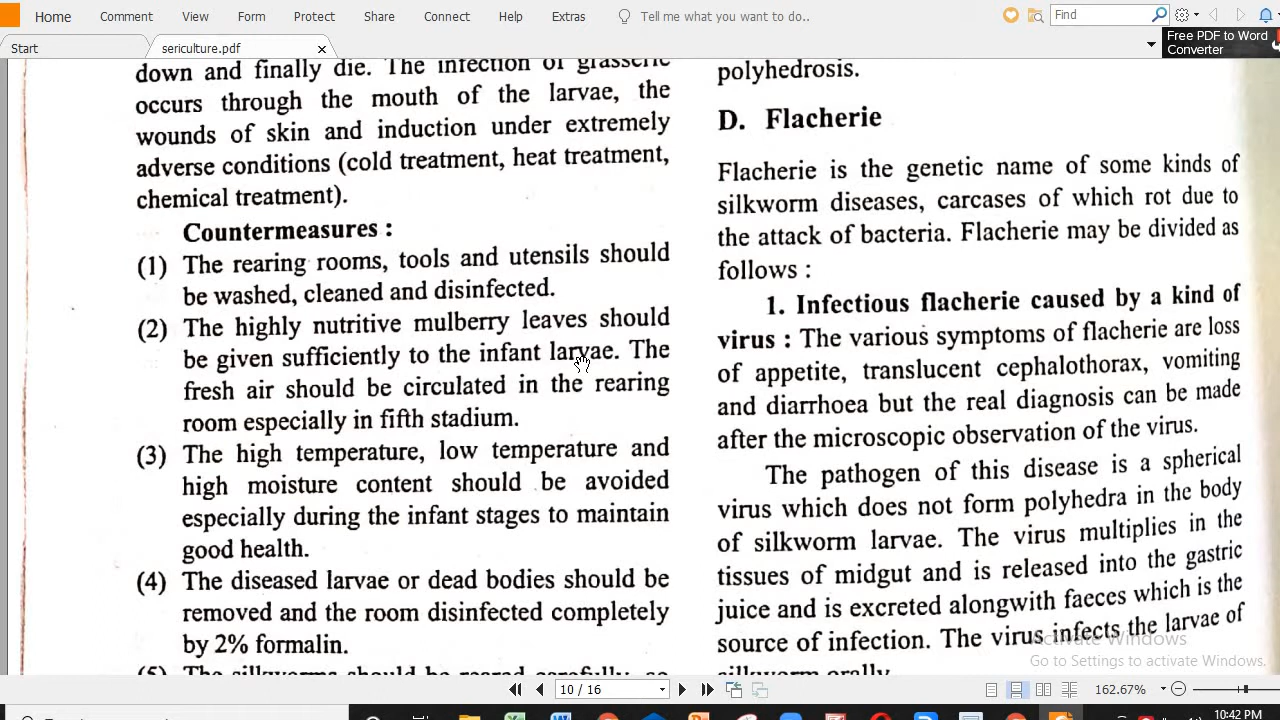 Home Comment View Form Protect Share Connect Help Extras Tell me what you want to do.. Find
Start sericulture.pdf
Free PDF to Word
Converter
down and finally die. The infection of grasserie
occurs through the mouth of the larvae, the
wounds of skin and induction under extremely
adverse conditions (cold treatment, heat treatment,
chemical treatment).
Countermeasures :
(1) The rearing rooms, tools and utensils should
be washed, cleaned and disinfected.
(2) The highly nutritive mulberry leaves should
be given sufficiently to the infant larvae. The
fresh air should be circulated in the rearing
room especially in fifth stadium.
(3) The high temperature, low temperature and
high moisture content should be avoided
especially during the infant stages to maintain
good health.
(4) The diseased larvae or dead bodies should be
removed and the room disinfected completely
by 2% formalin.
(5) The silkworms should be reared carefully, so
polyhedrosis.
D. Flacherie
Flacherie is the genetic name of some kinds of
silkworm diseases, carcases of which rot due to
the attack of bacteria. Flacherie may be divided as
follows :
1. Infectious flacherie caused by a kind of
virus : The various symptoms of flacherie are loss
of appetite, translucent cephalothorax, vomiting
and diarrhoea but the real diagnosis can be made
after the microscopic observation of the virus.
The pathogen of this disease is a spherical
virus which does not form polyhedra in the body
of silkworm larvae. The virus multiplies in the
tissues of midgut and is released into the gastric
juice and is excreted alongwith faeces which is the
source of infection. The virus infects the larvae of
silkworm orally.
Activate Windows
Go to Settings to activate Windows.
10 / 16 162.67%
10:42 PM